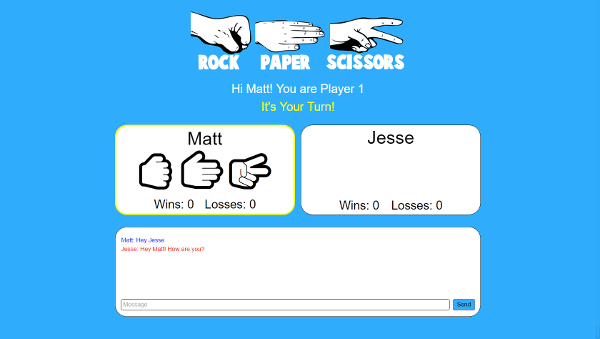 ROCK PAPER SCISSORS
Hi Matt! You are Player 1
It's Your Turn!
Matt
Wins: 0 Losses: 0
Jesse
Wins: 0 Losses: 0
Matt: Hey Jesse
Jesse: Hey Matt! How are you?
Message
Send